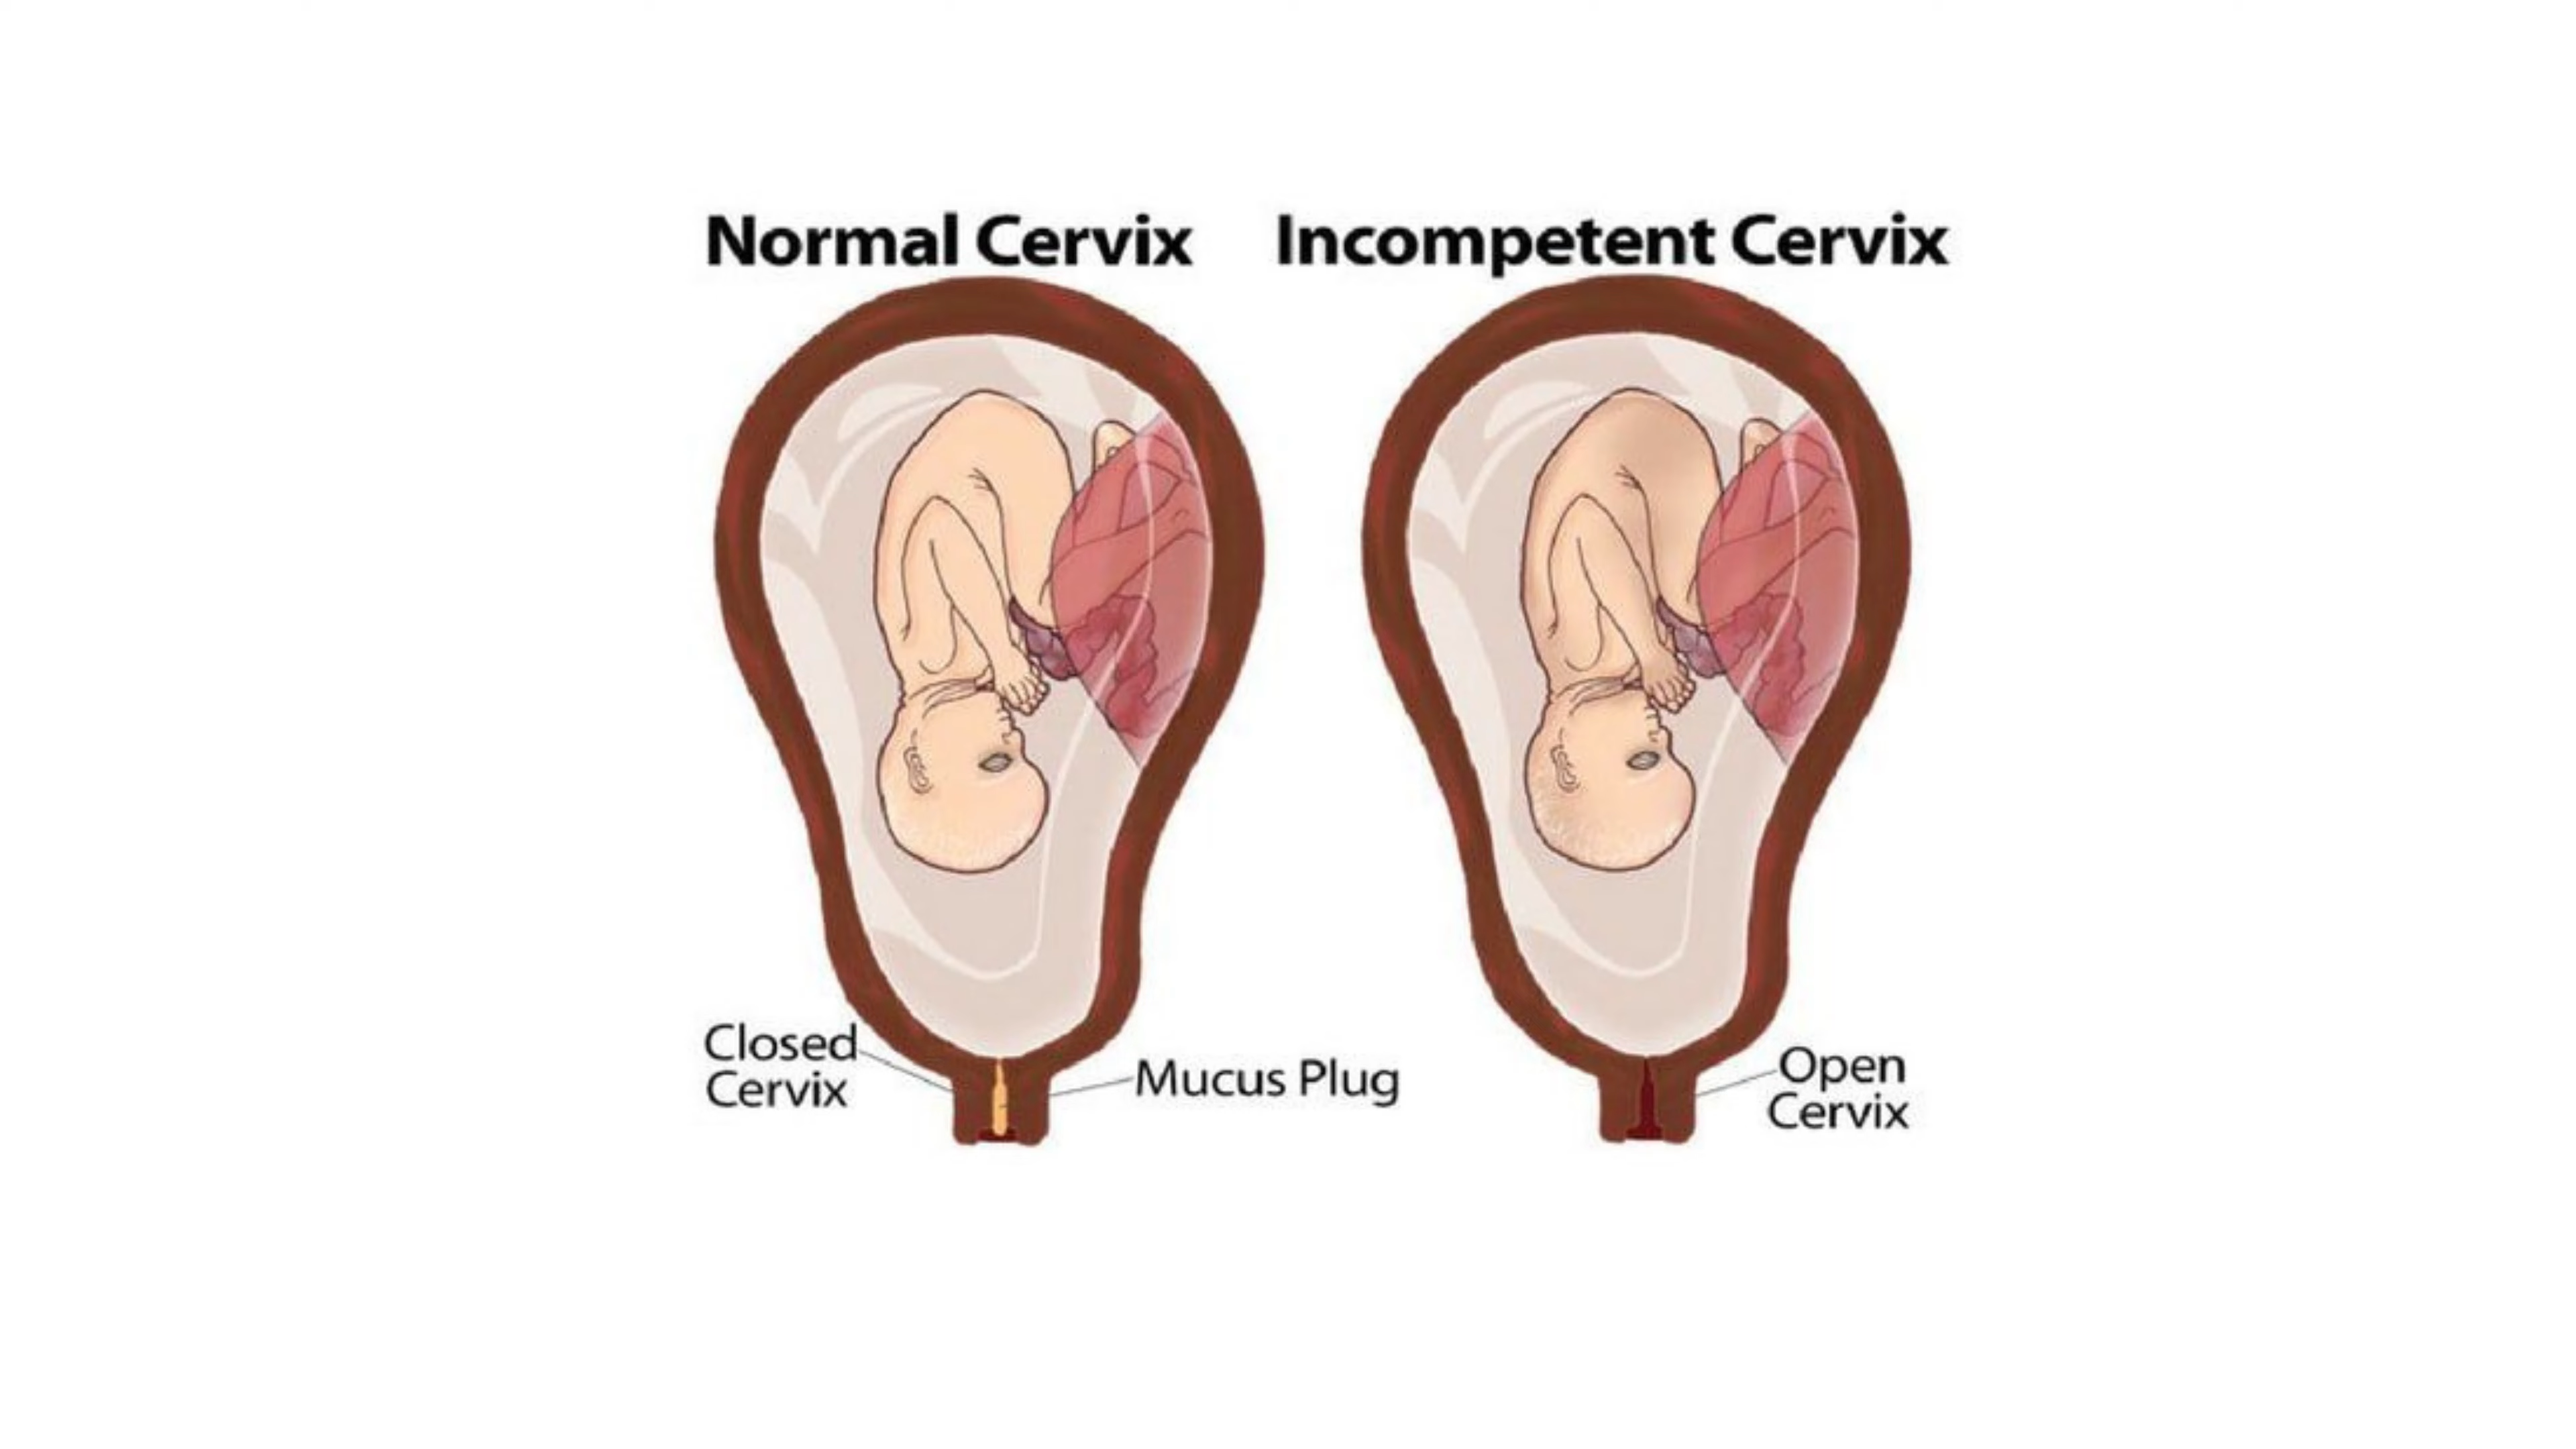 Normal Cervix
Incompetent Cervix
Closed
Cervix
Mucus Plug
Open
Cervix